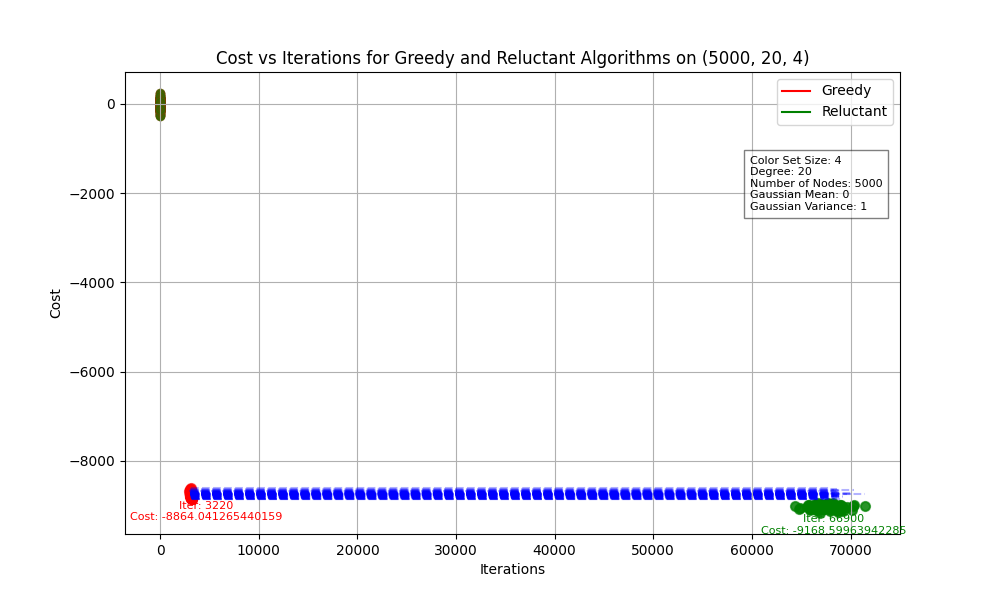 Cost vs Iterations for Greedy and Reluctant Algorithms on (5000, 20, 4)
Greedy
Reluctant
Color Set Size: 4
Degree: 20
Number of Nodes: 5000
Gaussian Mean: 0
Gaussian Variance: 1
0
−2000
−4000
−6000
−8000
Cost
Iter: 3220
Cost: -8864.041265440159
Iter: 66900
Cost: -9168.59963942285
0 10000 20000 30000 40000 50000 60000 70000
Iterations